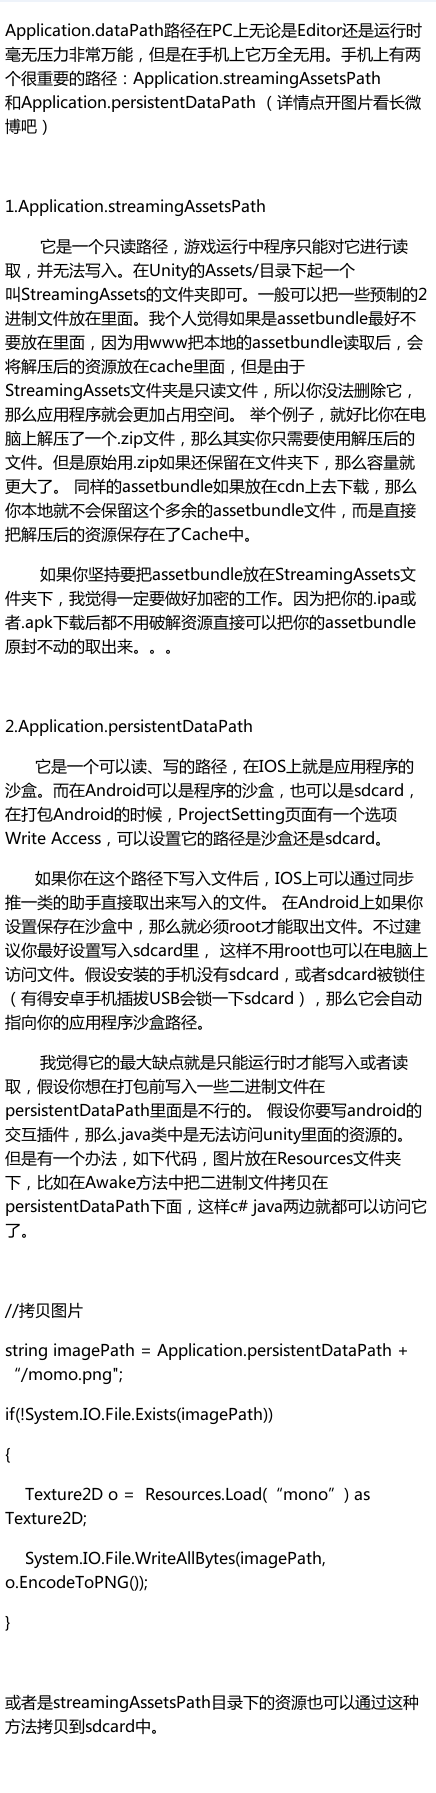 Application.dataPath路径在PC上无论是Editor还是运行时
毫无压力非常万能，但是在手机上它万全无用。手机上有两
个很重要的路径：Application.streamingAssetsPath
和Application.persistentDataPath （详情点开图片看长微
博吧）
1.Application.streamingAssetsPath
它是一个只读路径，游戏运行中程序只能对它进行读
取，并无法写入。在Unity的Assets/目录下起一个
叫StreamingAssets的文件夹即可。一般可以把一些预制的2
进制文件放在里面。我个人觉得如果是assetbundle最好不
要放在里面，因为用www把本地的assetbundle读取后，会
将解压后的资源放在cache里面，但是由于
StreamingAssets文件夹是只读文件，所以你没法删除它，
那么应用程序就会更加占用空间。 举个例子，就好比你在电
脑上解压了一个.zip文件，那么其实你只需要使用解压后的
文件。但是原始用.zip如果还保留在文件夹下，那么容量就
更大了。 同样的assetbundle如果放在cdn上去下载，那么
你本地就不会保留这个多余的assetbundle文件，而是直接
把解压后的资源保存在了Cache中。
如果你坚持要把assetbundle放在StreamingAssets文
件夹下，我觉得一定要做好加密的工作。因为把你的.ipa或
者.apk下载后都不用破解资源直接可以把你的assetbundle
原封不动的取出来。。。
2.Application.persistentDataPath
它是一个可以读、写的路径，在IOS上就是应用程序的
沙盒。而在Android可以是程序的沙盒，也可以是sdcard，
在打包Android的时候，ProjectSetting页面有一个选项
Write Access，可以设置它的路径是沙盒还是sdcard。
如果你在这个路径下写入文件后，IOS上可以通过同步
推一类的助手直接取出来写入的文件。 在Android上如果你
设置保存在沙盒中，那么就必须root才能取出文件。不过建
议你最好设置写入sdcard里， 这样不用root也可以在电脑上
访问文件。假设安装的手机没有sdcard，或者sdcard被锁住
（有得安卓手机插拔USB会锁一下sdcard），那么它会自动
指向你的应用程序沙盒路径。
我觉得它的最大缺点就是只能运行时才能写入或者读
取，假设你想在打包前写入一些二进制文件在
persistentDataPath里面是不行的。 假设你要写android的
交互插件，那么.java类中是无法访问unity里面的资源的。
但是有一个办法，如下代码，图片放在Resources文件夹
下，比如在Awake方法中把二进制文件拷贝在
persistentDataPath下面，这样c# java两边就都可以访问它
了。
//拷贝图片
string imagePath = Application.persistentDataPath +
“/momo.png";
if(!System.IO.File.Exists(imagePath))
{
Texture2D o =  Resources.Load(“mono”) as
Texture2D;
System.IO.File.WriteAllBytes(imagePath,
o.EncodeToPNG());
}
或者是streamingAssetsPath目录下的资源也可以通过这种
方法拷贝到sdcard中。